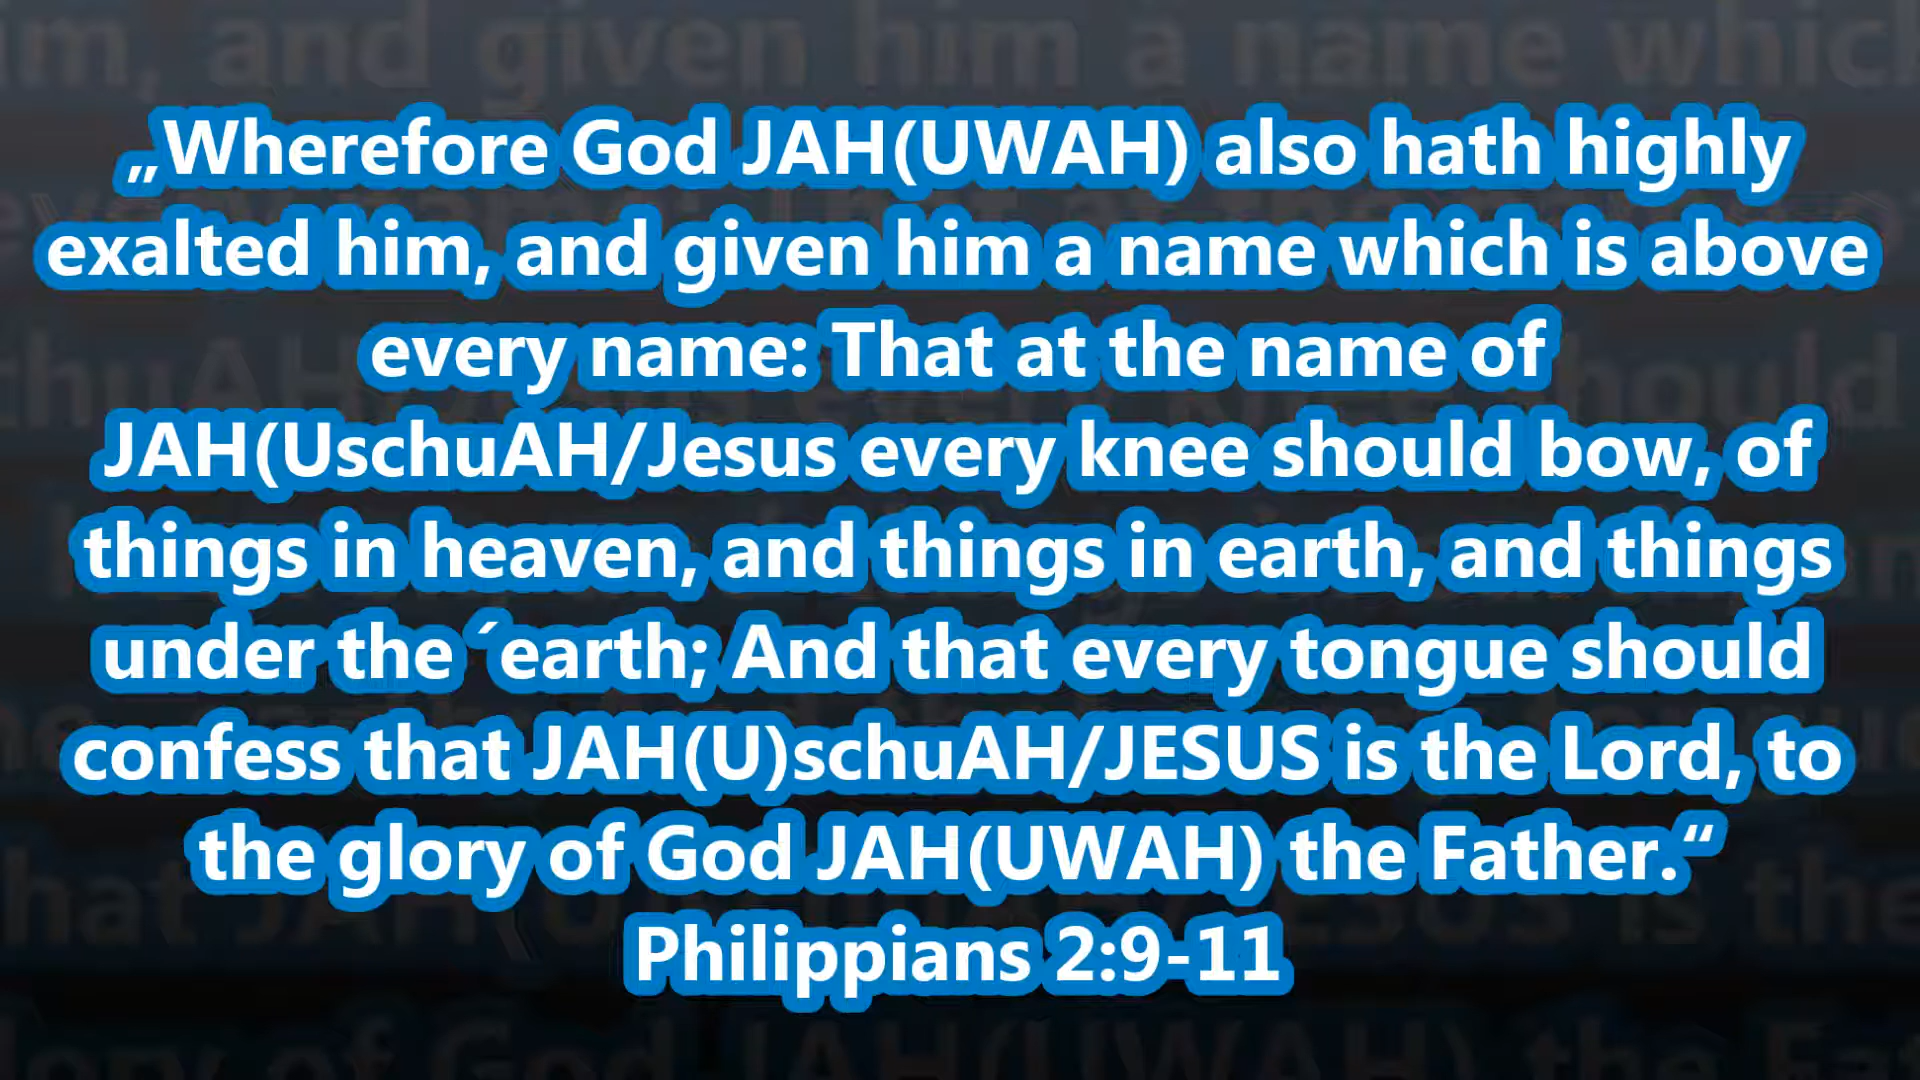 „Wherefore God JAH(UWAH) also hath highly
exalted him, and given him a name which is above
every name: That at the name of
JAH(UschuAH/Jesus every knee should bow, of
things in heaven, and things in earth, and things
under the ´earth; And that every tongue should
confess that JAH(U)schuAH/JESUS is the Lord, to
the glory of God JAH(UWAH) the Father.“
Philippians 2:9-11